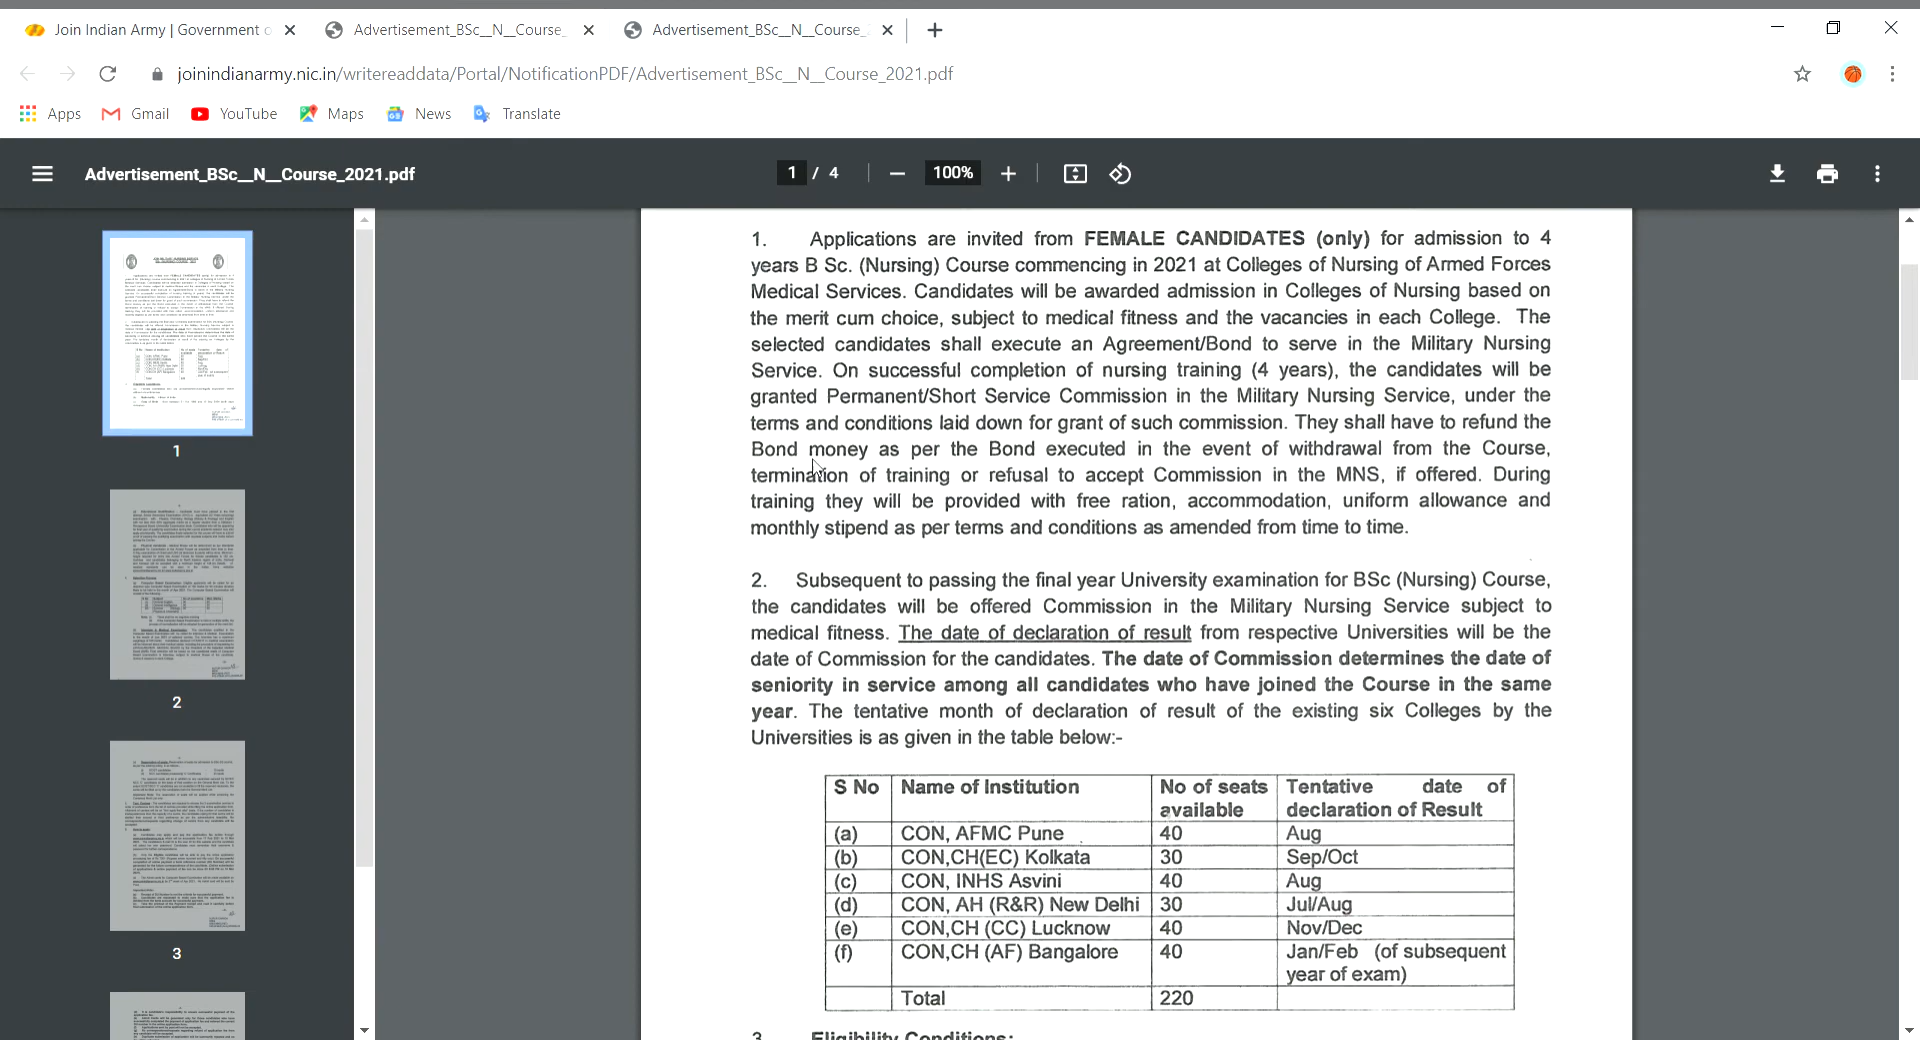 Join Indian Army | Government o
Advertisement_BSc__N__Course_
Advertisement_BSc__N__Course_2
joinindianarmy.nic.in/writereaddata/Portal/NotificationPDF/Advertisement_BSc__N__Course_2021.pdf
Apps Gmail YouTube Maps News Translate
Advertisement_BSc__N__Course_2021.pdf
1 / 4
100%
1
2
3
1. Applications are invited from FEMALE CANDIDATES (only) for admission to 4
years B Sc. (Nursing) Course commencing in 2021 at Colleges of Nursing of Armed Forces
Medical Services. Candidates will be awarded admission in Colleges of Nursing based on
the merit cum choice, subject to medical fitness and the vacancies in each College. The
selected candidates shall execute an Agreement/Bond to serve in the Military Nursing
Service. On successful completion of nursing training (4 years), the candidates will be
granted Permanent/Short Service Commission in the Military Nursing Service, under the
terms and conditions laid down for grant of such commission. They shall have to refund the
Bond money as per the Bond executed in the event of withdrawal from the Course,
termination of training or refusal to accept Commission in the MNS, if offered. During
training they will be provided with free ration, accommodation, uniform allowance and
monthly stipend as per terms and conditions as amended from time to time.
2. Subsequent to passing the final year University examination for BSc (Nursing) Course,
the candidates will be offered Commission in the Military Nursing Service subject to
medical fitness. The date of declaration of result from respective Universities will be the
date of Commission for the candidates. The date of Commission determines the date of
seniority in service among all candidates who have joined the Course in the same
year. The tentative month of declaration of result of the existing six Colleges by the
Universities is as given in the table below:-
S No Name of Institution No of seats available Tentative date of declaration of Result
(a) CON, AFMC Pune 40 Aug
(b) CON,CH(EC) Kolkata 30 Sep/Oct
(c) CON, INHS Asvini 40 Aug
(d) CON, AH (R&R) New Delhi 30 Jul/Aug
(e) CON,CH (CC) Lucknow 40 Nov/Dec
(f) CON,CH (AF) Bangalore 40 Jan/Feb (of subsequent year of exam)
Total 220
3. Eligibility Conditions: